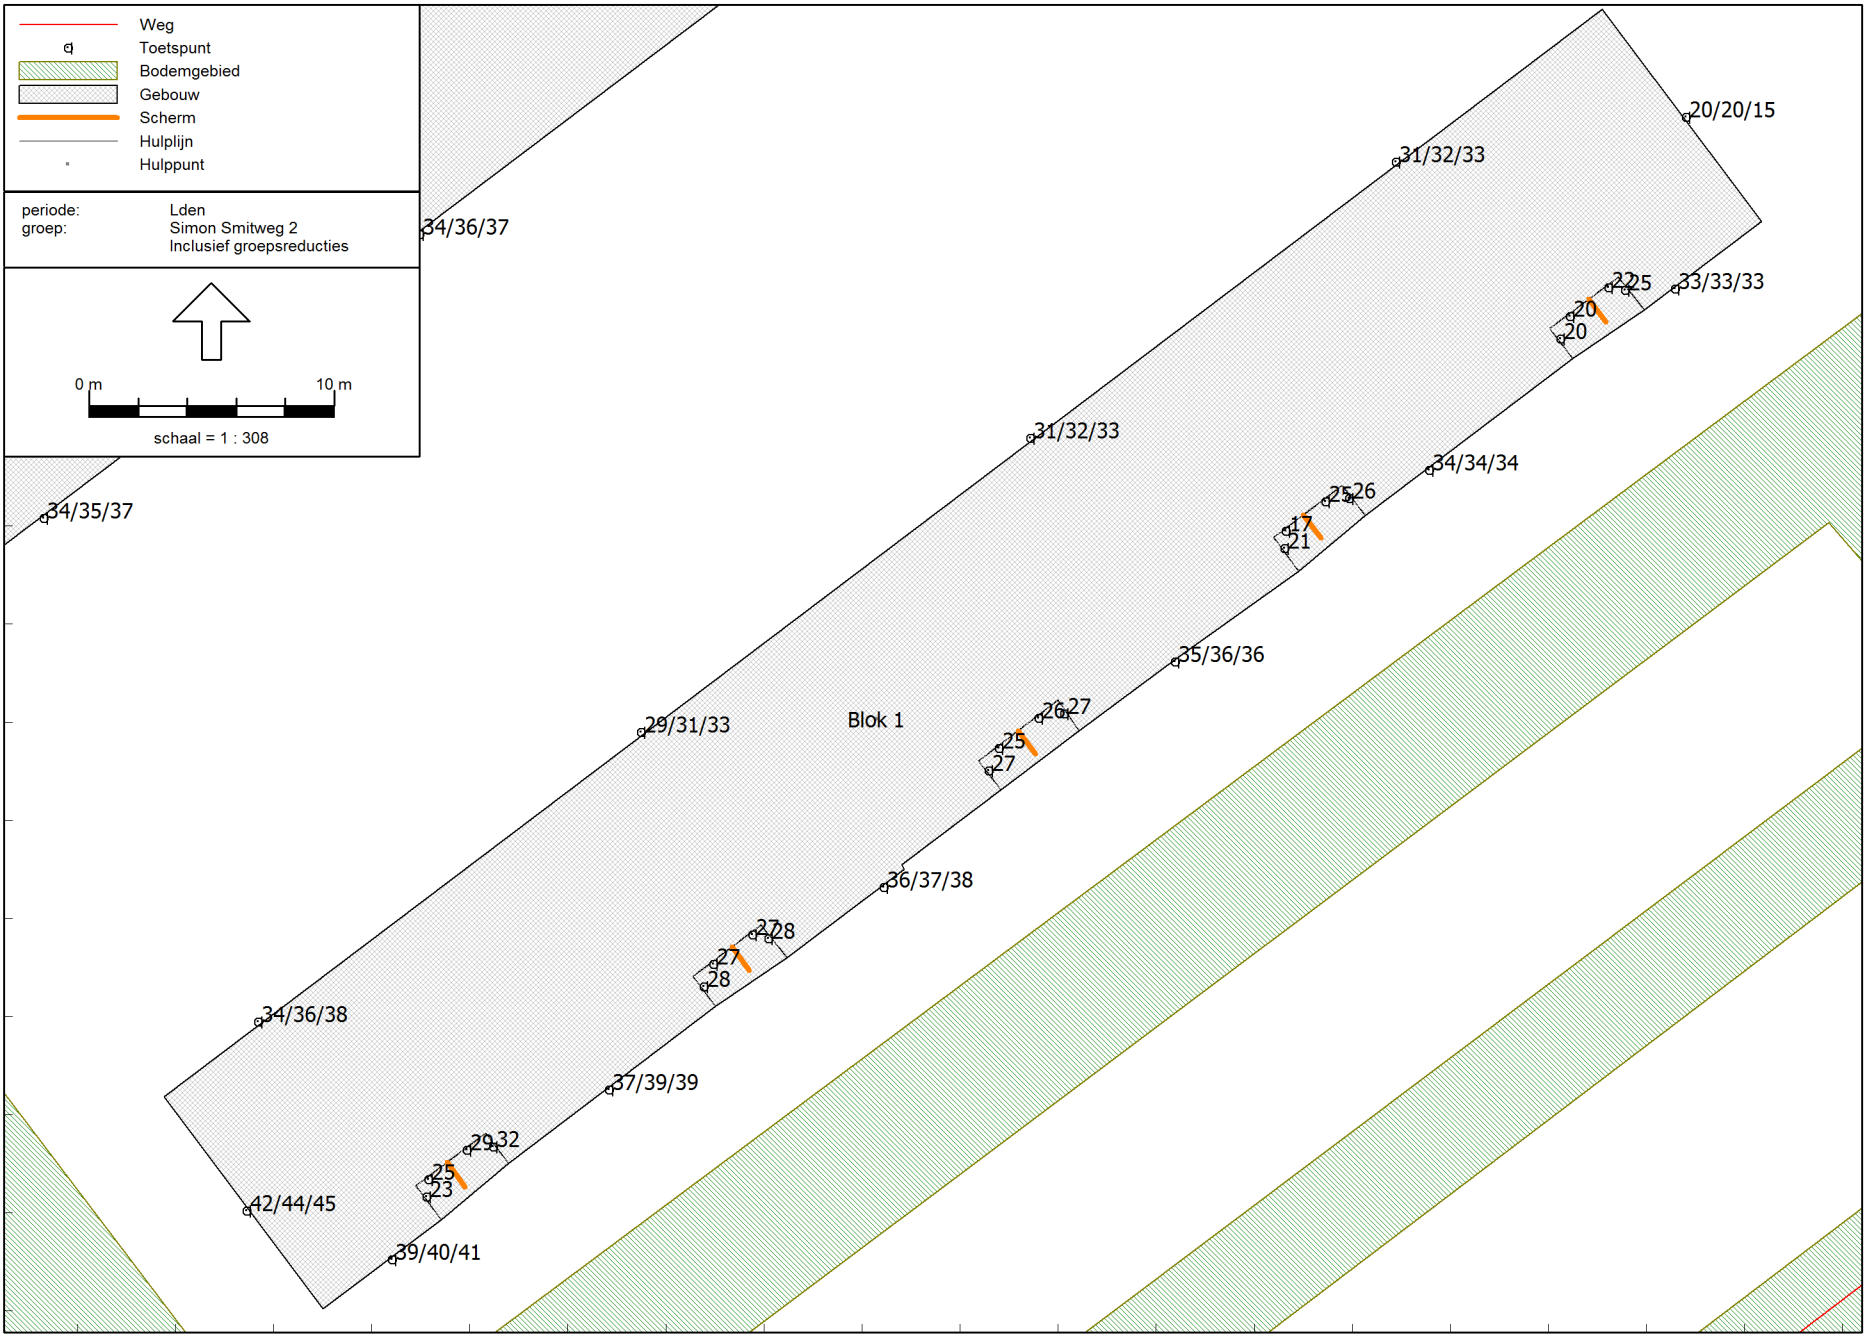 Weg
Toetspunt
Bodemgebied
Gebouw
Scherm
Hulplijn
Hulppunt
periode: Lden
groep: Simon Smitweg 2
Inclusief groepsreducties
0 m 10 m
schaal = 1 : 308
20/20/15
31/32/33
34/36/37
33/33/33
22
25
20
20
31/32/33
34/34/34
25
26
17
21
34/35/37
35/36/36
26
27
25
27
29/31/33
Blok 1
36/37/38
27
28
27
28
34/36/38
37/39/39
29
32
25
23
42/44/45
39/40/41